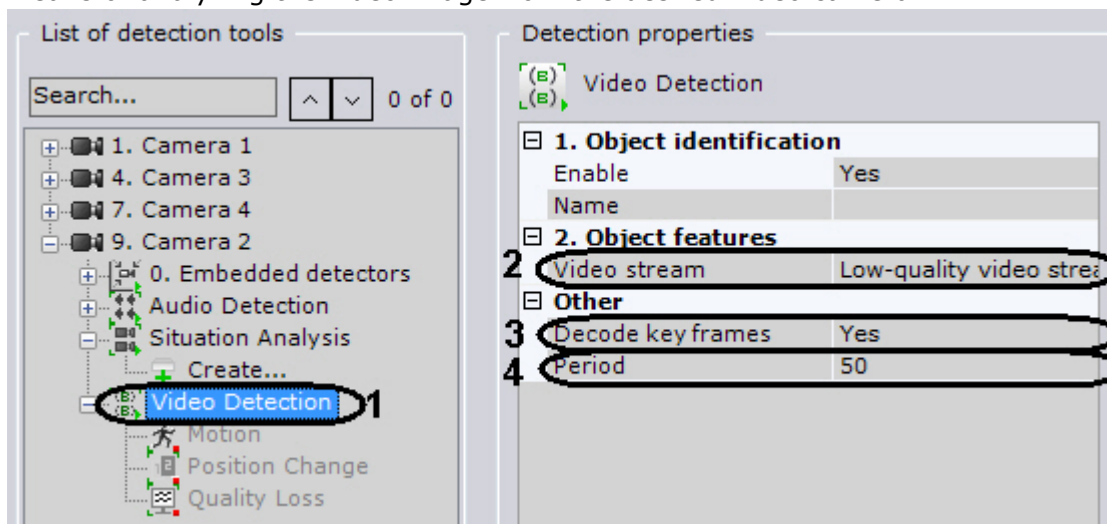 List of detection tools
Search...
0 of 0
1. Camera 1
4. Camera 3
7. Camera 4
9. Camera 2
0. Embedded detectors
Audio Detection
Situation Analysis
Create...
Video Detection 1
Motion
Position Change
Quality Loss
Detection properties
Video Detection
1. Object identification
Enable Yes
Name
2. Object features
2 Video stream Low-quality video strea
Other
3 Decode key frames Yes
4 Period 50